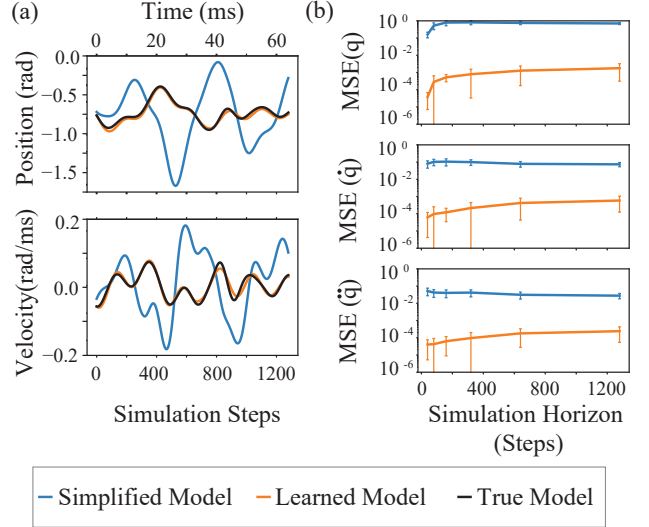 (a)
Time (ms)
0 20 40 60
Position (rad)
0.0
−0.5
−1.0
−1.5
Velocity(rad/ms)
0.2
0.0
−0.2
0 400 800 1200
Simulation Steps
(b)
MSE(q)
10^0
10^-2
10^-4
10^-6
MSE (q̇)
10^0
10^-2
10^-4
10^-6
MSE (q̈)
10^0
10^-2
10^-4
10^-6
0 400 800 1200
Simulation Horizon
(Steps)
Simplified Model Learned Model True Model